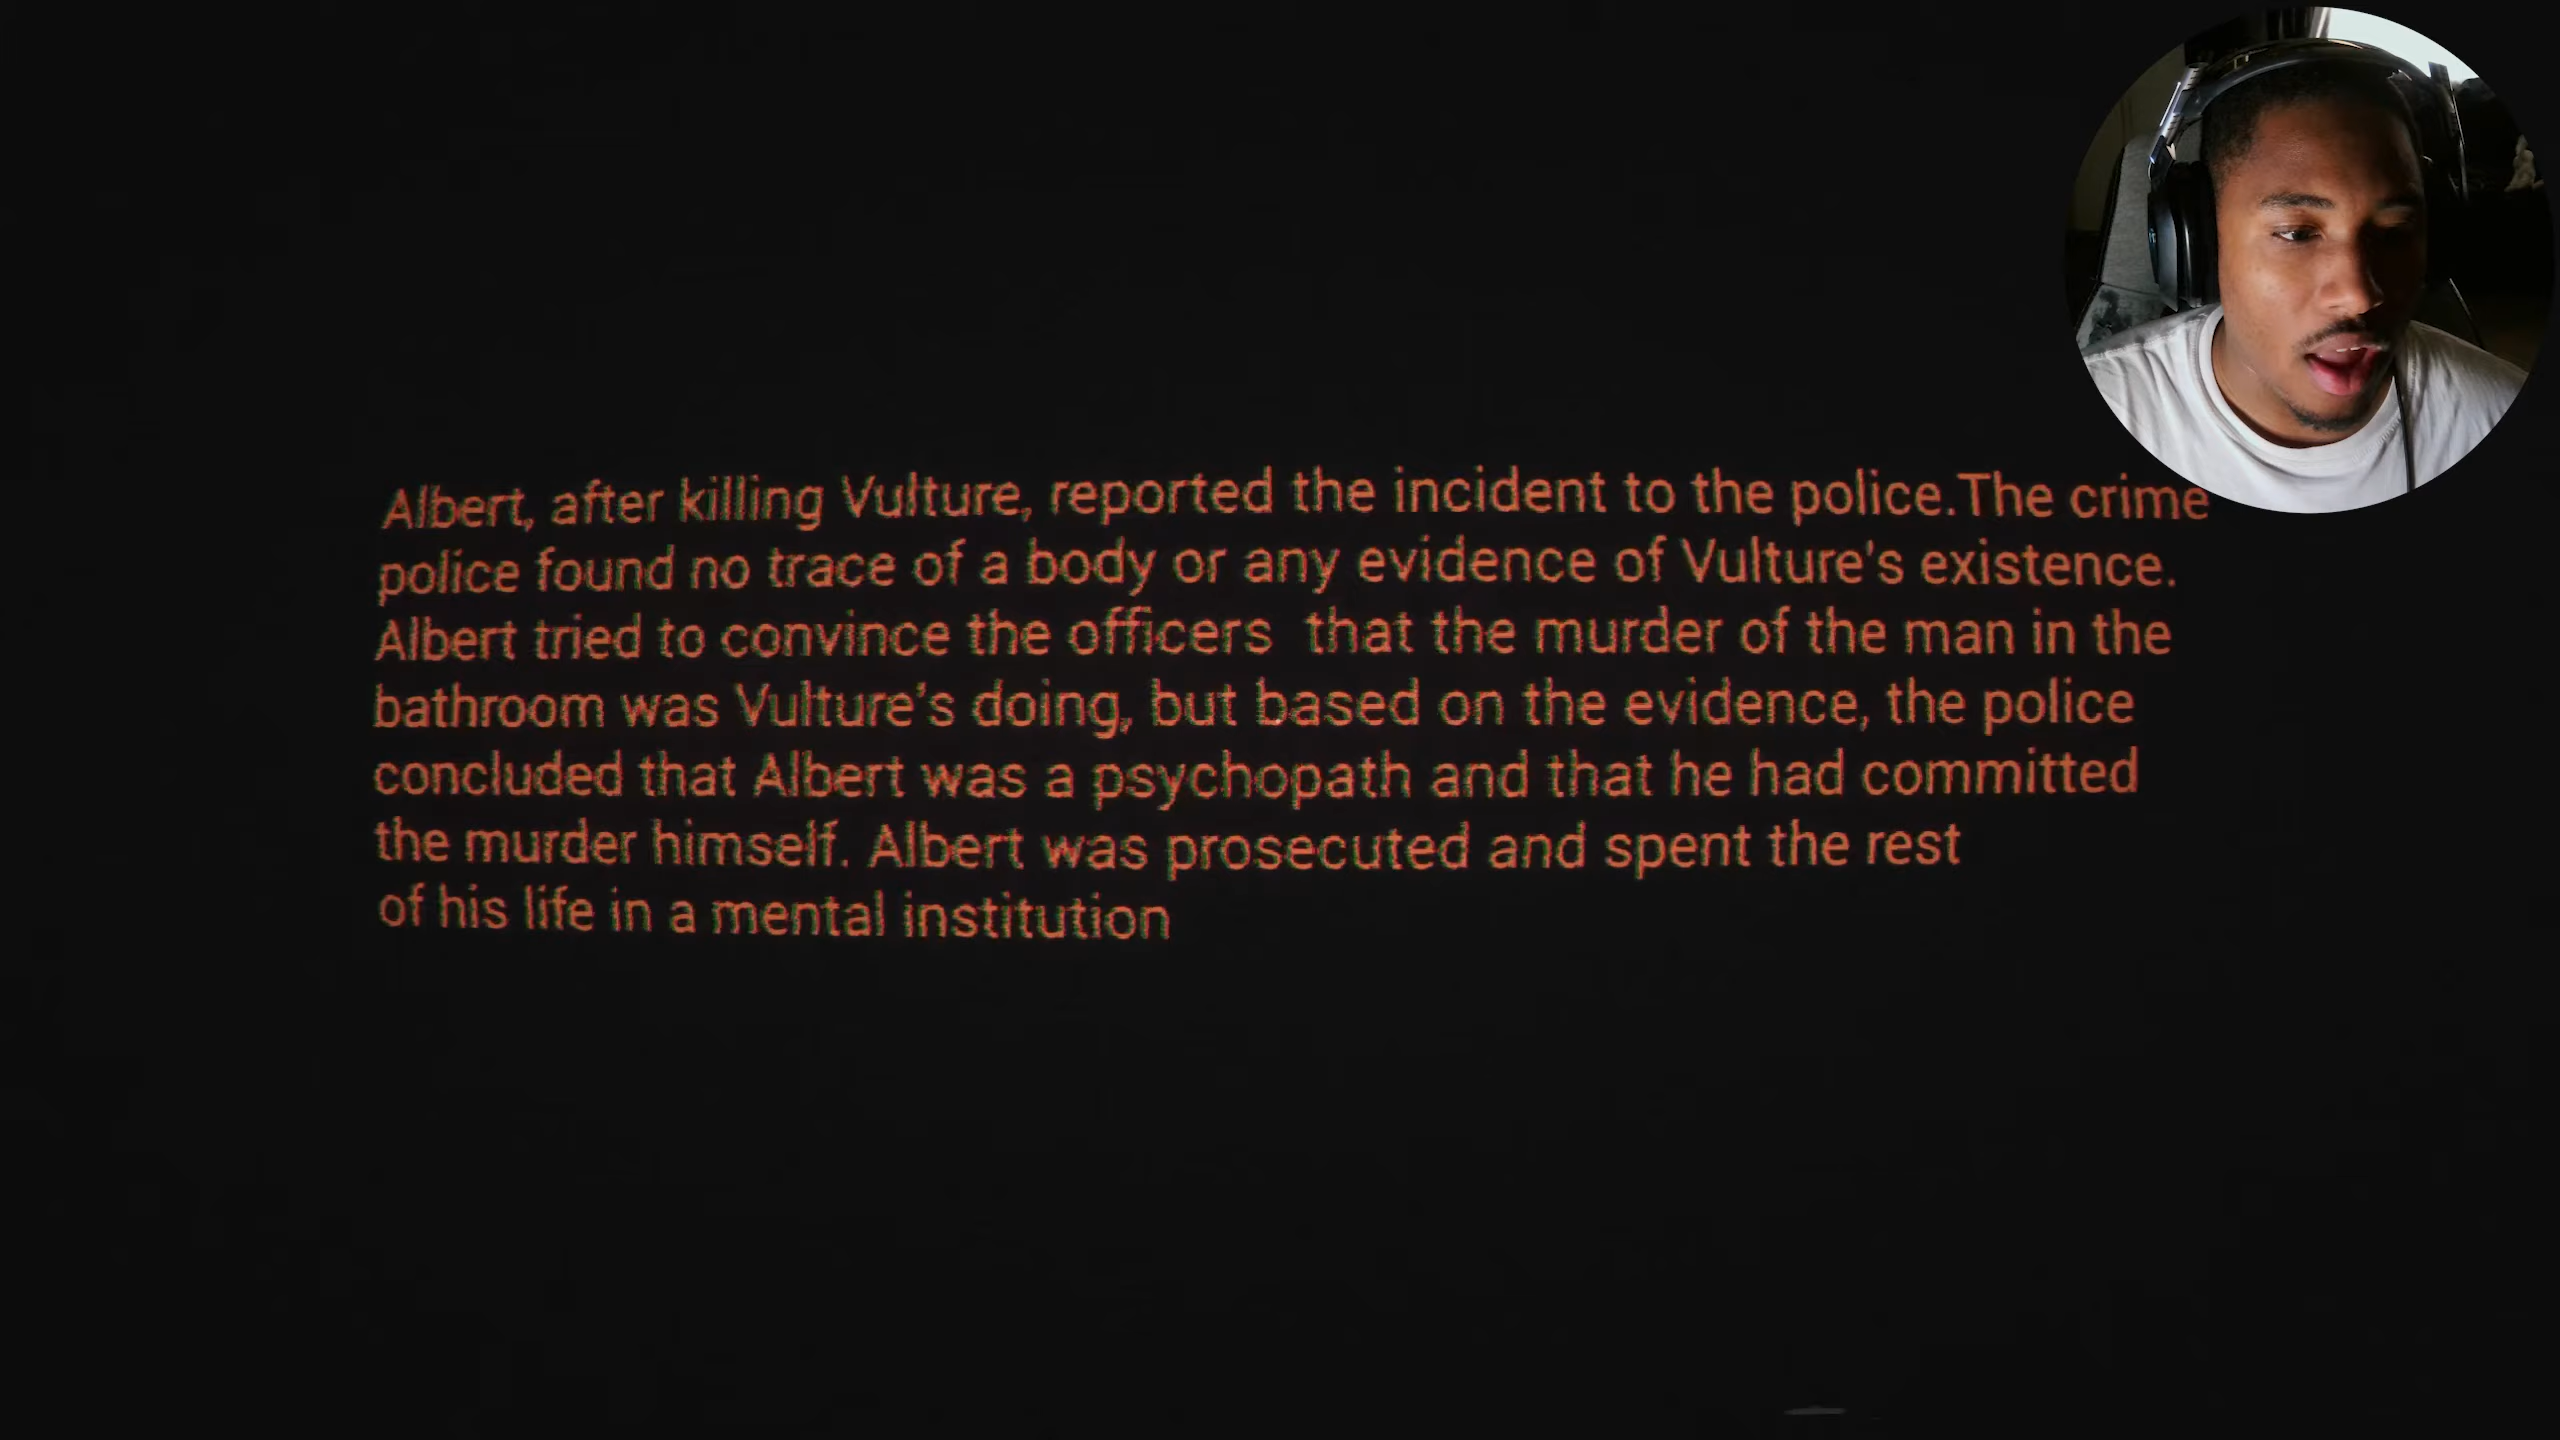 Albert, after killing Vulture, reported the incident to the police.The crime
police found no trace of a body or any evidence of Vulture's existence.
Albert tried to convince the officers  that the murder of the man in the
bathroom was Vulture's doing, but based on the evidence, the police
concluded that Albert was a psychopath and that he had committed
the murder himself. Albert was prosecuted and spent the rest
of his life in a mental institution